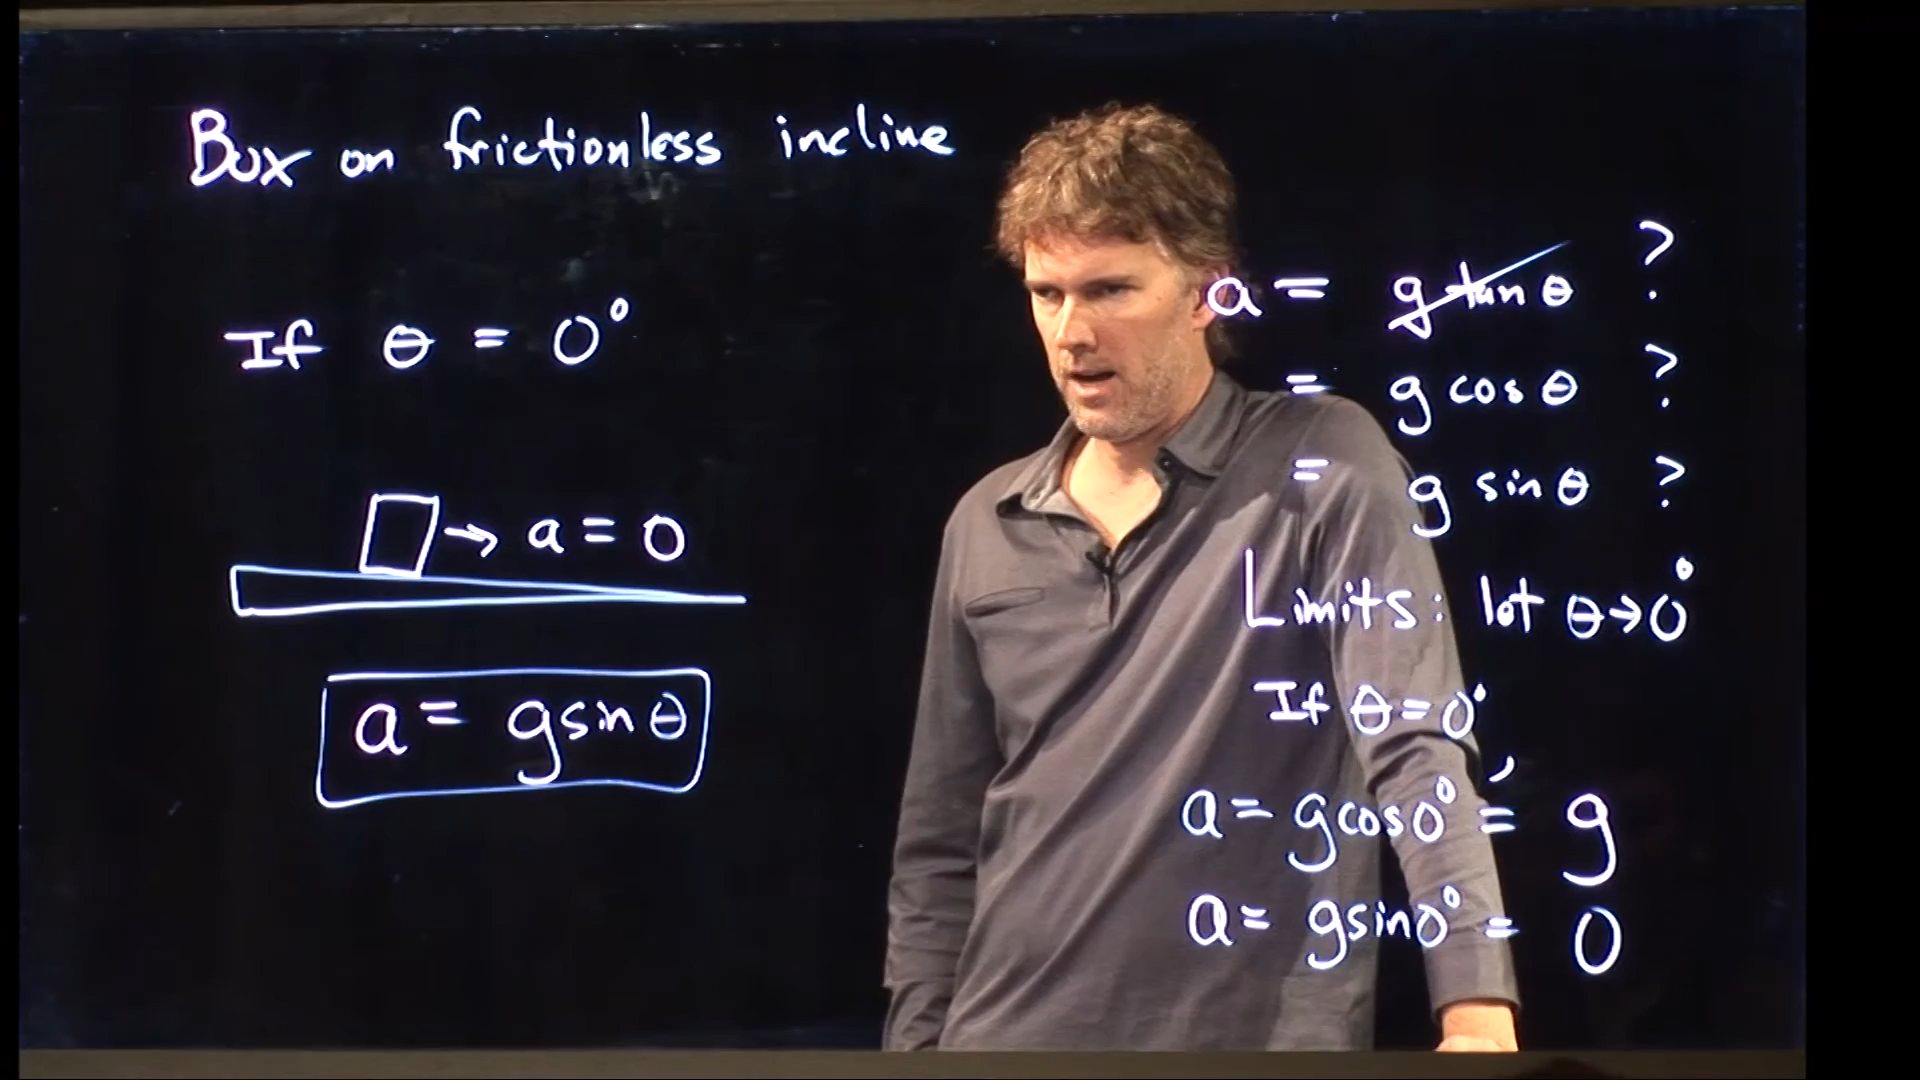 Box on frictionless incline
If θ = 0°
→ a = 0
a = g sin θ
a = g tan θ ?
= g cos θ ?
= g sin θ ?
Limits: let θ → 0°
If θ = 0°,
a = g cos 0° = g
a = g sin 0° = 0